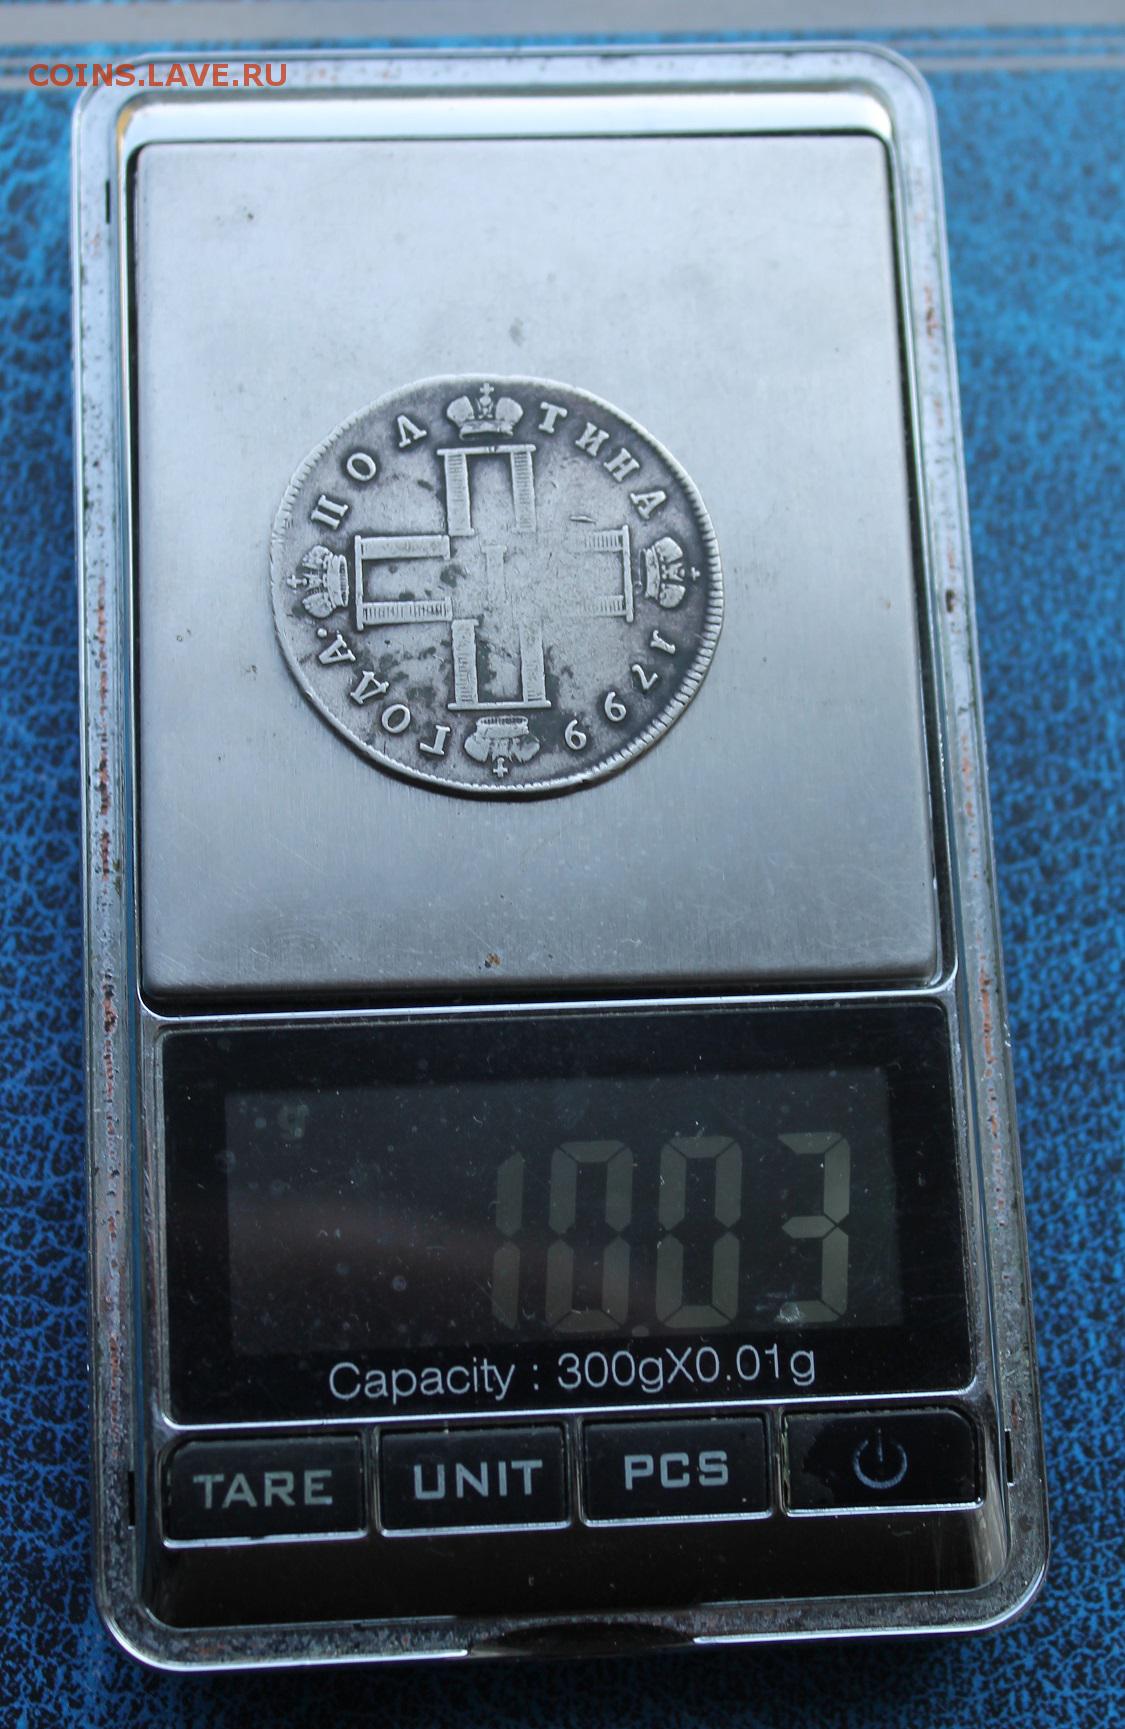 COINS.LAVE.RU
ПОЛТИНА 1799 ГОДА.
g
10.03
Capacity : 300gX0.01g
TARE UNIT PCS